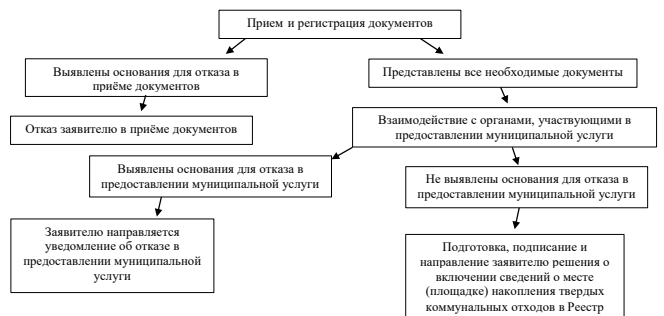 Прием и регистрация документов
Выявлены основания для отказа в
приёме документов
Представлены все необходимые документы
Отказ заявителю в приёме документов
Взаимодействие с органами, участвующими
в предоставлении муниципальной услуги
Выявлены основания для отказа в
предоставлении муниципальной услуги
Не выявлены основания для отказа
в предоставлении муниципальной
услуги
Заявителю направляется
уведомление об отказе в
предоставлении муниципальной
услуги
Подготовка, подписание и
направление заявителю решения о
включении сведений о месте
(площадке) накопления твердых
коммунальных отходов в Реестр